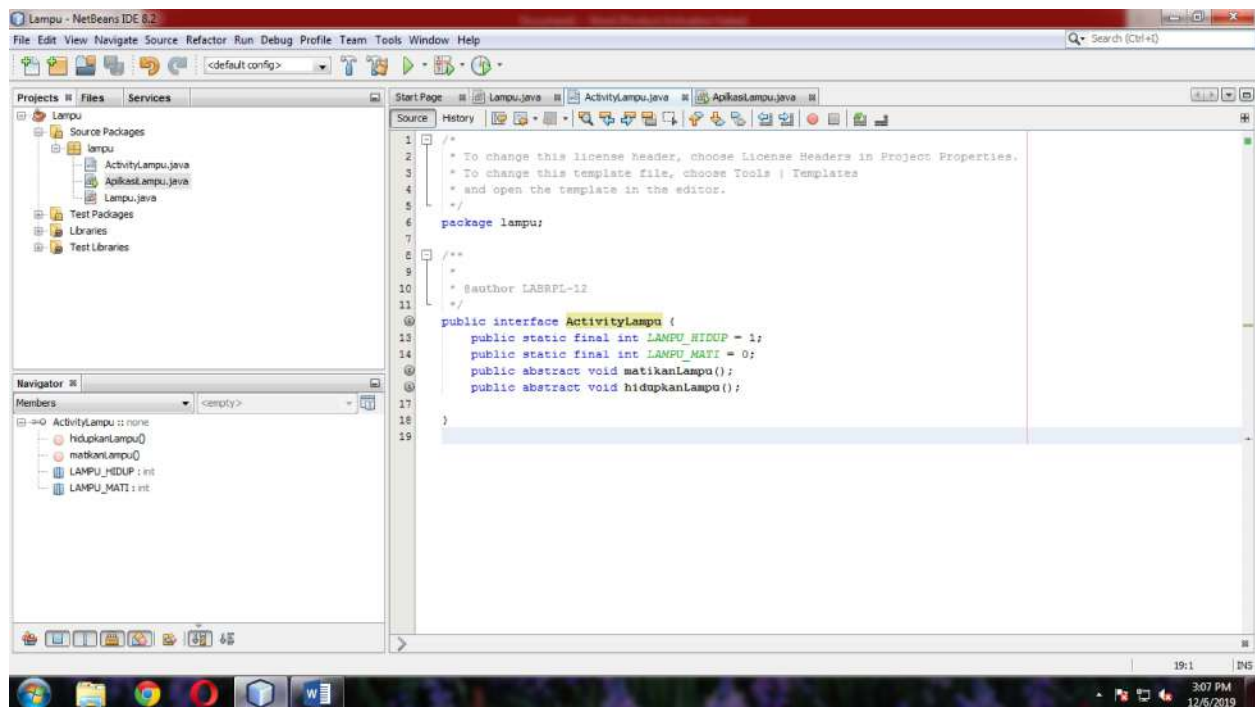 Lampu - NetBeans IDE 8.2
File Edit View Navigate Source Refactor Run Debug Profile Team Tools Window Help
Search (Ctrl+I)
<default config>
Projects Files Services
Lampu
Source Packages
lampu
ActivityLampu.java
ApikasiLampu.java
Lampu.java
Test Packages
Libraries
Test Libraries
Navigator
Members <empty>
ActivityLampu :: none
hidupkanLampu()
matikanLampu()
LAMPU_HIDUP : int
LAMPU_MATI : int
Start Page Lampu.java ActivityLampu.java ApikasiLampu.java
Source History
1 /*
2 * To change this license header, choose License Headers in Project Properties.
3 * To change this template file, choose Tools | Templates
4 * and open the template in the editor.
5 */
6 package lampu;
7
8 /**
9 *
10 * @author LABRPL-12
11 */
public interface ActivityLampu {
13 public static final int LAMPU_HIDUP = 1;
14 public static final int LAMPU_MATI = 0;
public abstract void matikanLampu();
public abstract void hidupkanLampu();
17
18 }
19
19:1 INS
3:07 PM
12/6/2019